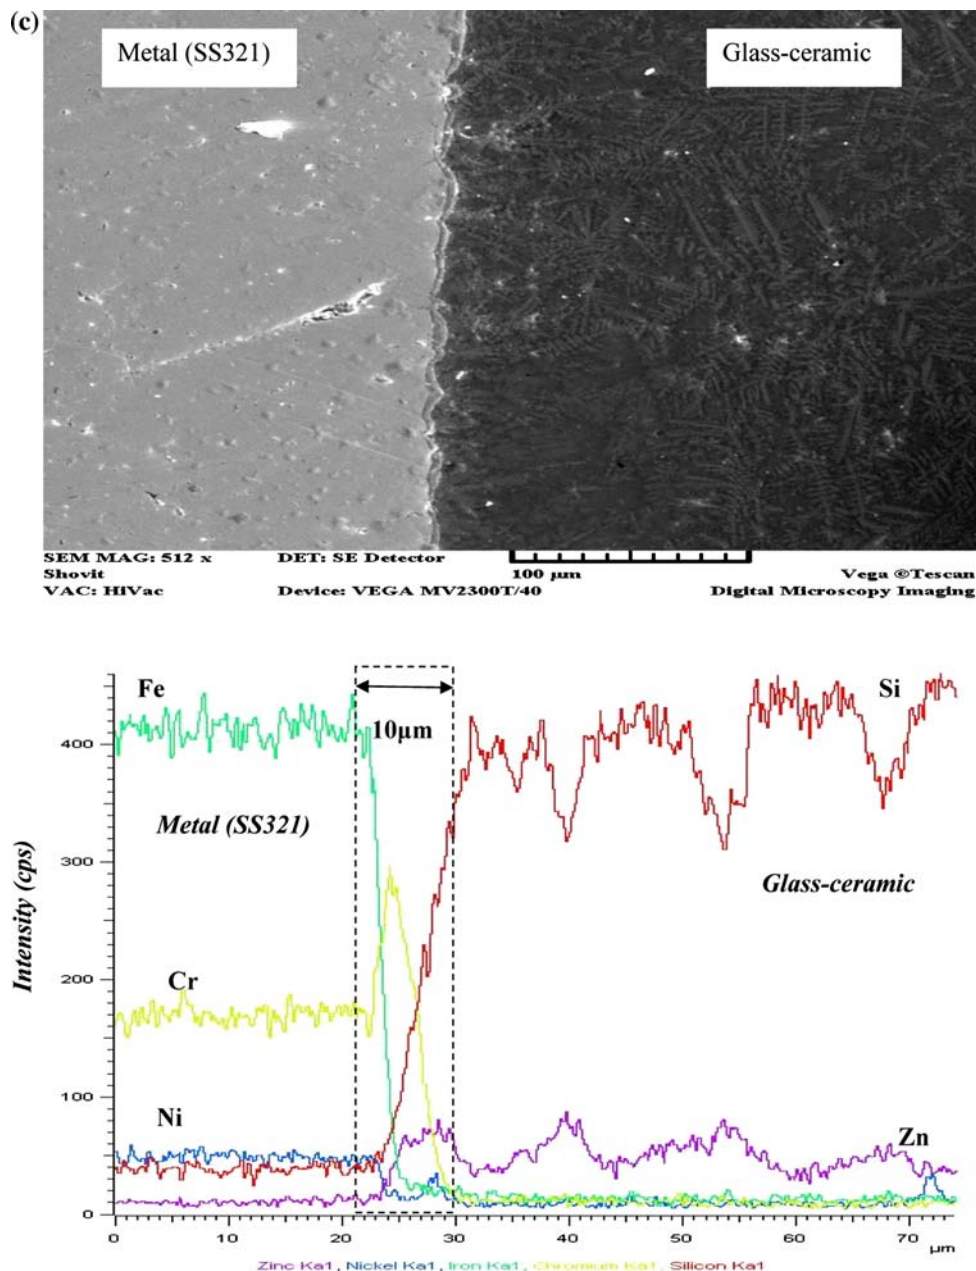 (c)
Metal (SS321)
Glass-ceramic
SEM MAG: 512 x DET: SE Detector
Shovit 100 µm Vega ©Tescan
VAC: HiVac Device: VEGA MV2300T/40 Digital Microscopy Imaging
Fe
Si
10µm
400
Metal (SS321)
300
Glass-ceramic
Intensity (cps)
200
Cr
100
Ni
Zn
0
0 10 20 30 40 50 60 70
µm
Zinc Ka1, Nickel Ka1, Iron Ka1, Chromium Ka1, Silicon Ka1